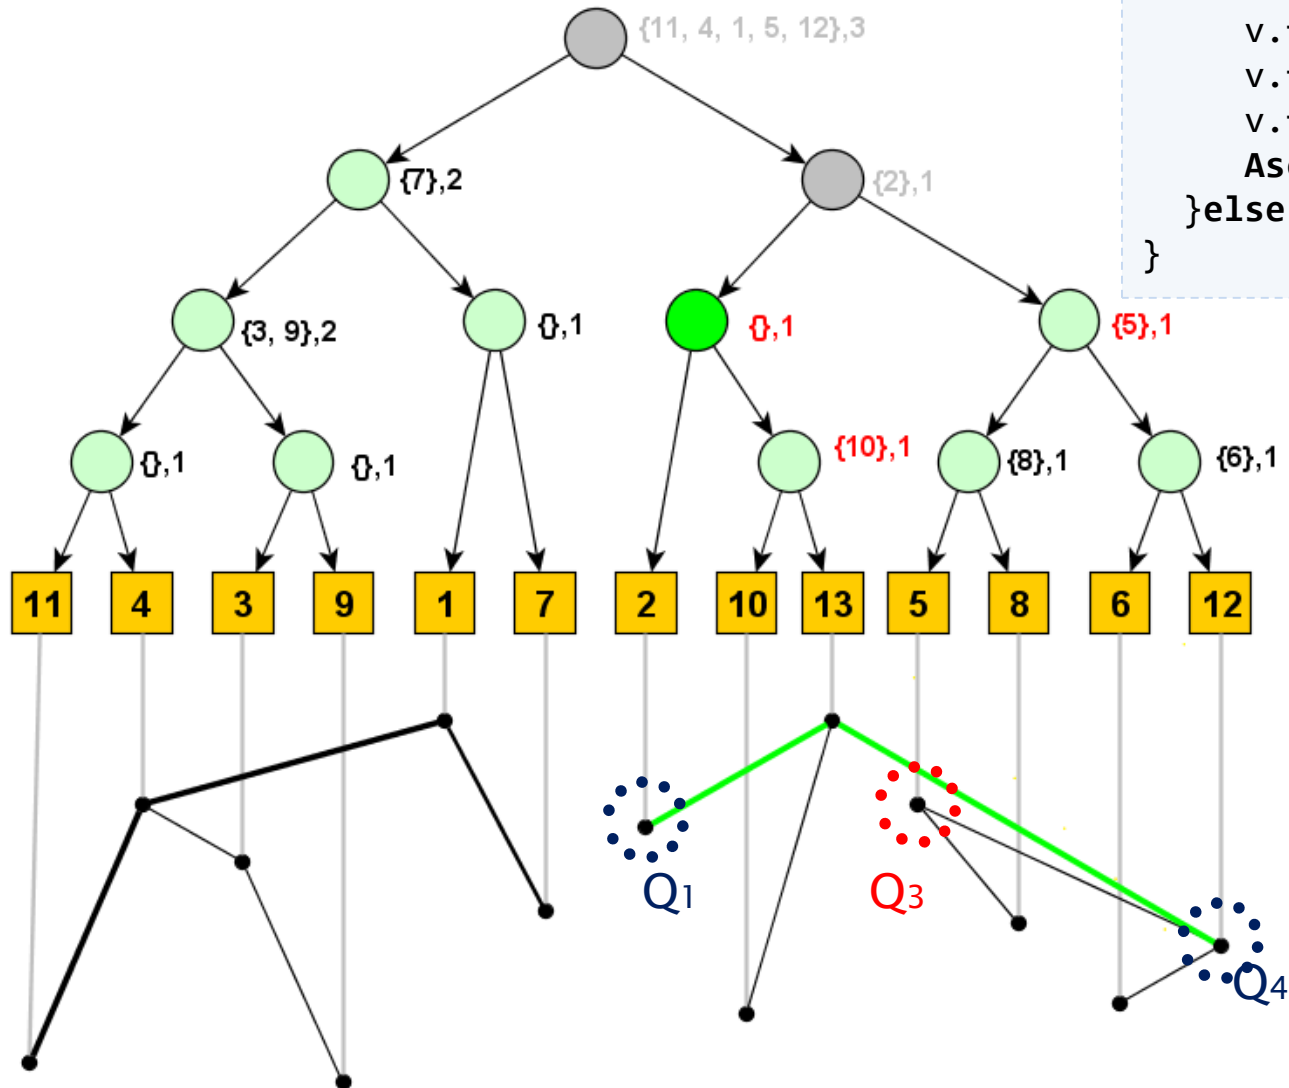 {11, 4, 1, 5, 12},3
v.
v.
v.
}else
}
{7},2
{2},1
{3, 9},2
{},1
{},1
{5},1
{},1
{},1
{10},1
{8},1
{6},1
11 4 3 9 1 7 2 10 13 5 8 6 12
Q1
Q3
Q4